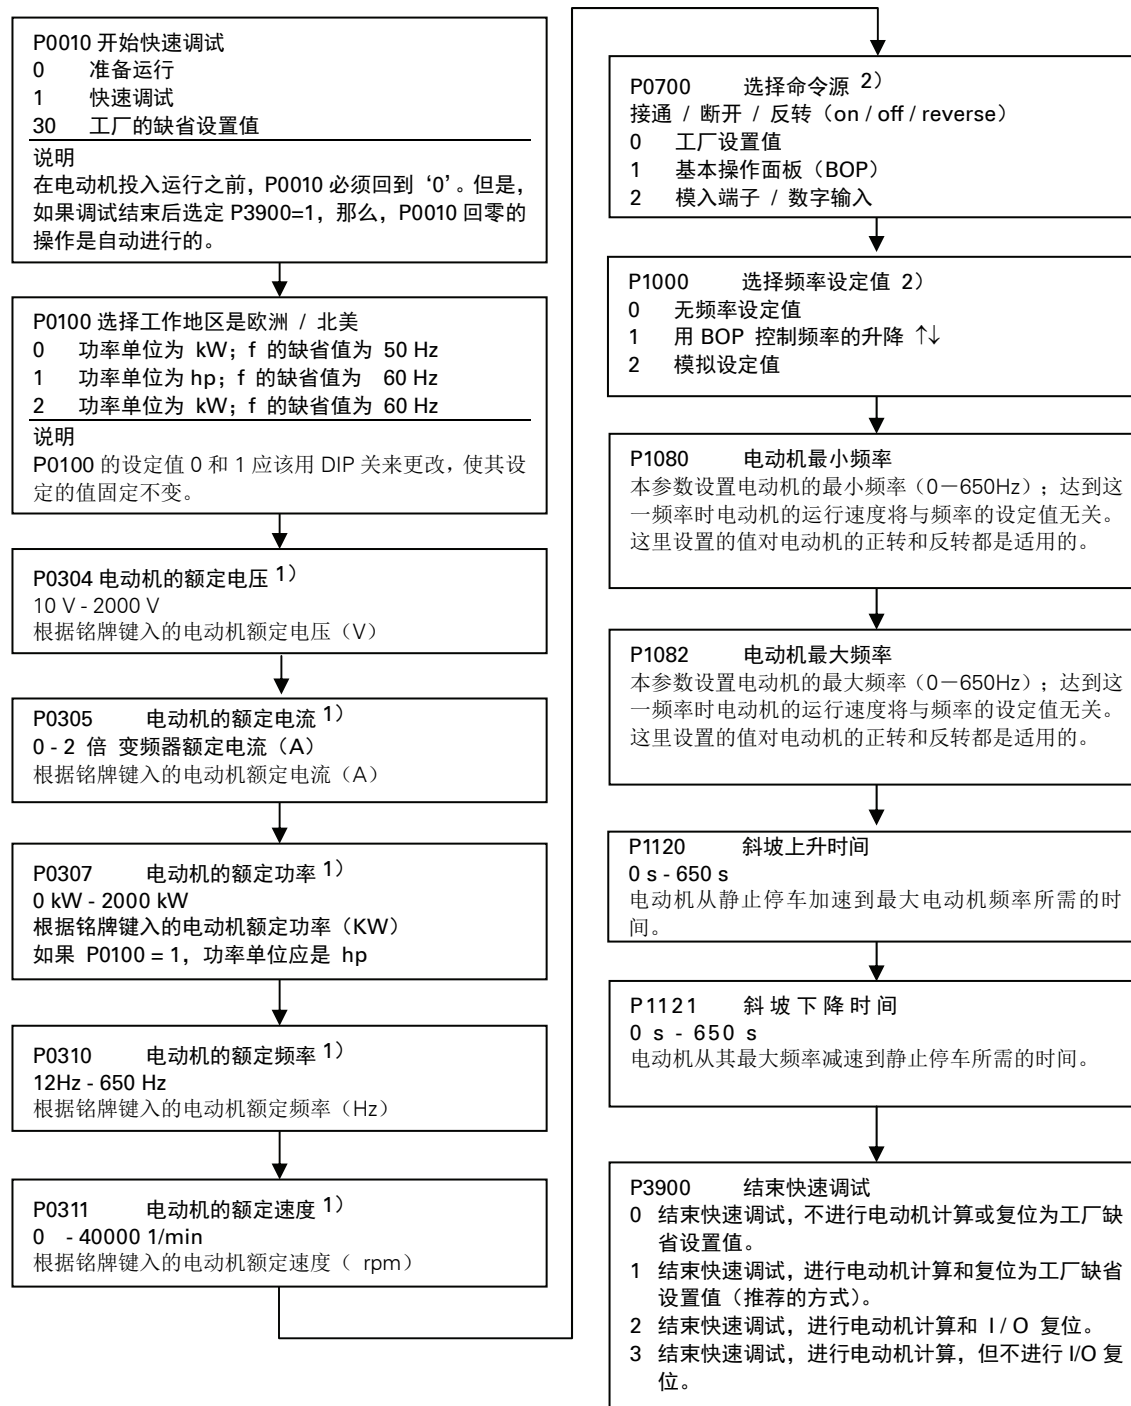 P0010 开始快速调试
0 准备运行
1 快速调试
30 工厂的缺省设置值
说明
在电动机投入运行之前，P0010 必须回到‘0’。但是，
如果调试结束后选定 P3900=1，那么，P0010 回零的
操作是自动进行的。
P0100 选择工作地区是欧洲 / 北美
0 功率单位为 kW；f 的缺省值为 50 Hz
1 功率单位为 hp；f 的缺省值为 60 Hz
2 功率单位为 kW；f 的缺省值为 60 Hz
说明
P0100 的设定值 0 和 1 应该用 DIP 关来更改，使其设
定的值固定不变。
P0304 电动机的额定电压 1）
10 V - 2000 V
根据铭牌键入的电动机额定电压（V）
P0305 电动机的额定电流 1）
0 - 2 倍 变频器额定电流（A）
根据铭牌键入的电动机额定电流（A）
P0307 电动机的额定功率 1）
0 kW - 2000 kW
根据铭牌键入的电动机额定功率（KW）
如果 P0100 = 1，功率单位应是 hp
P0310 电动机的额定频率 1）
12Hz - 650 Hz
根据铭牌键入的电动机额定频率（Hz）
P0311 电动机的额定速度 1）
0 - 40000 1/min
根据铭牌键入的电动机额定速度（ rpm）
P0700 选择命令源 2）
接通 / 断开 / 反转（on / off / reverse）
0 工厂设置值
1 基本操作面板（BOP）
2 模入端子 / 数字输入
P1000 选择频率设定值 2）
0 无频率设定值
1 用 BOP 控制频率的升降 ↑↓
2 模拟设定值
P1080 电动机最小频率
本参数设置电动机的最小频率（0－650Hz）；达到这
一频率时电动机的运行速度将与频率的设定值无关。
这里设置的值对电动机的正转和反转都是适用的。
P1082 电动机最大频率
本参数设置电动机的最大频率（0－650Hz）；达到这
一频率时电动机的运行速度将与频率的设定值无关。
这里设置的值对电动机的正转和反转都是适用的。
P1120 斜坡上升时间
0 s - 650 s
电动机从静止停车加速到最大电动机频率所需的时
间。
P1121 斜坡下降时间
0 s - 650 s
电动机从其最大频率减速到静止停车所需的时间。
P3900 结束快速调试
0 结束快速调试，不进行电动机计算或复位为工厂缺
省设置值。
1 结束快速调试，进行电动机计算和复位为工厂缺省
设置值（推荐的方式）。
2 结束快速调试，进行电动机计算和 I / O 复位。
3 结束快速调试，进行电动机计算，但不进行 I/O 复
位。